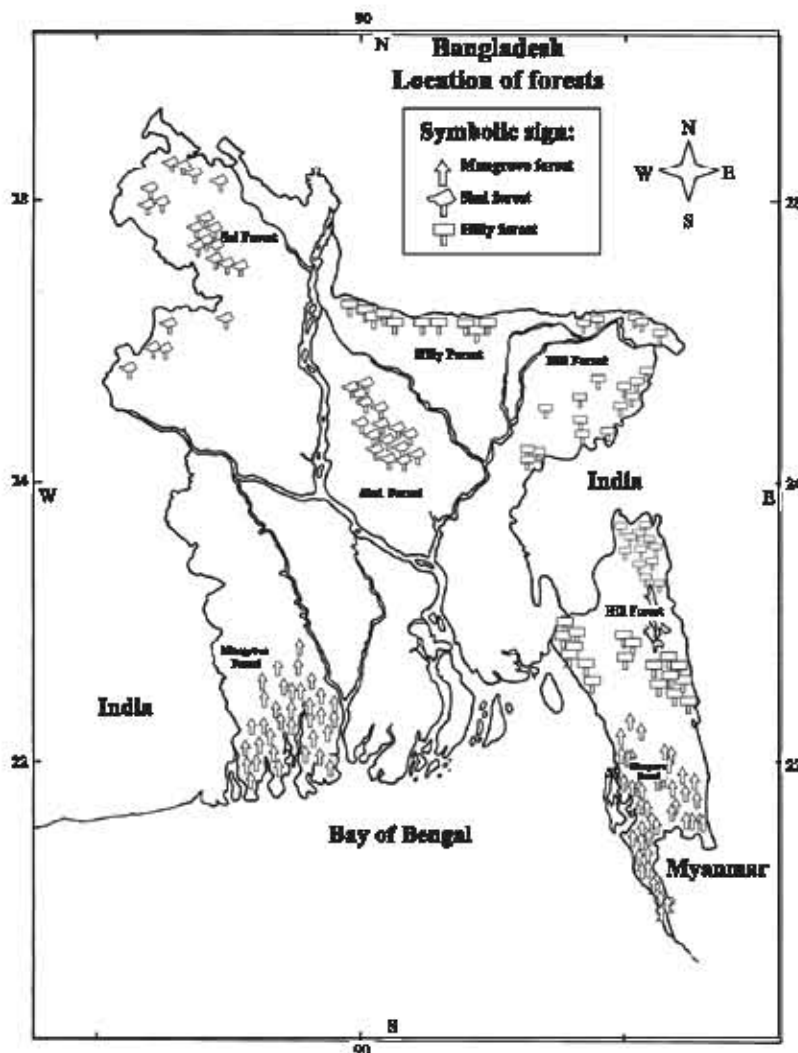 90
N
Bangladesh
Location of forests
Symbolic sign:
Mangrove forest
Shal forest
Hilly forest
N
W E
S
Sal Forest
Hilly Forest
Hill Forest
Shal Forest
24
W
India
E
Hill Forest
Mangrove
Forest
India
22
Bay of Bengal
Myanmar
S
90